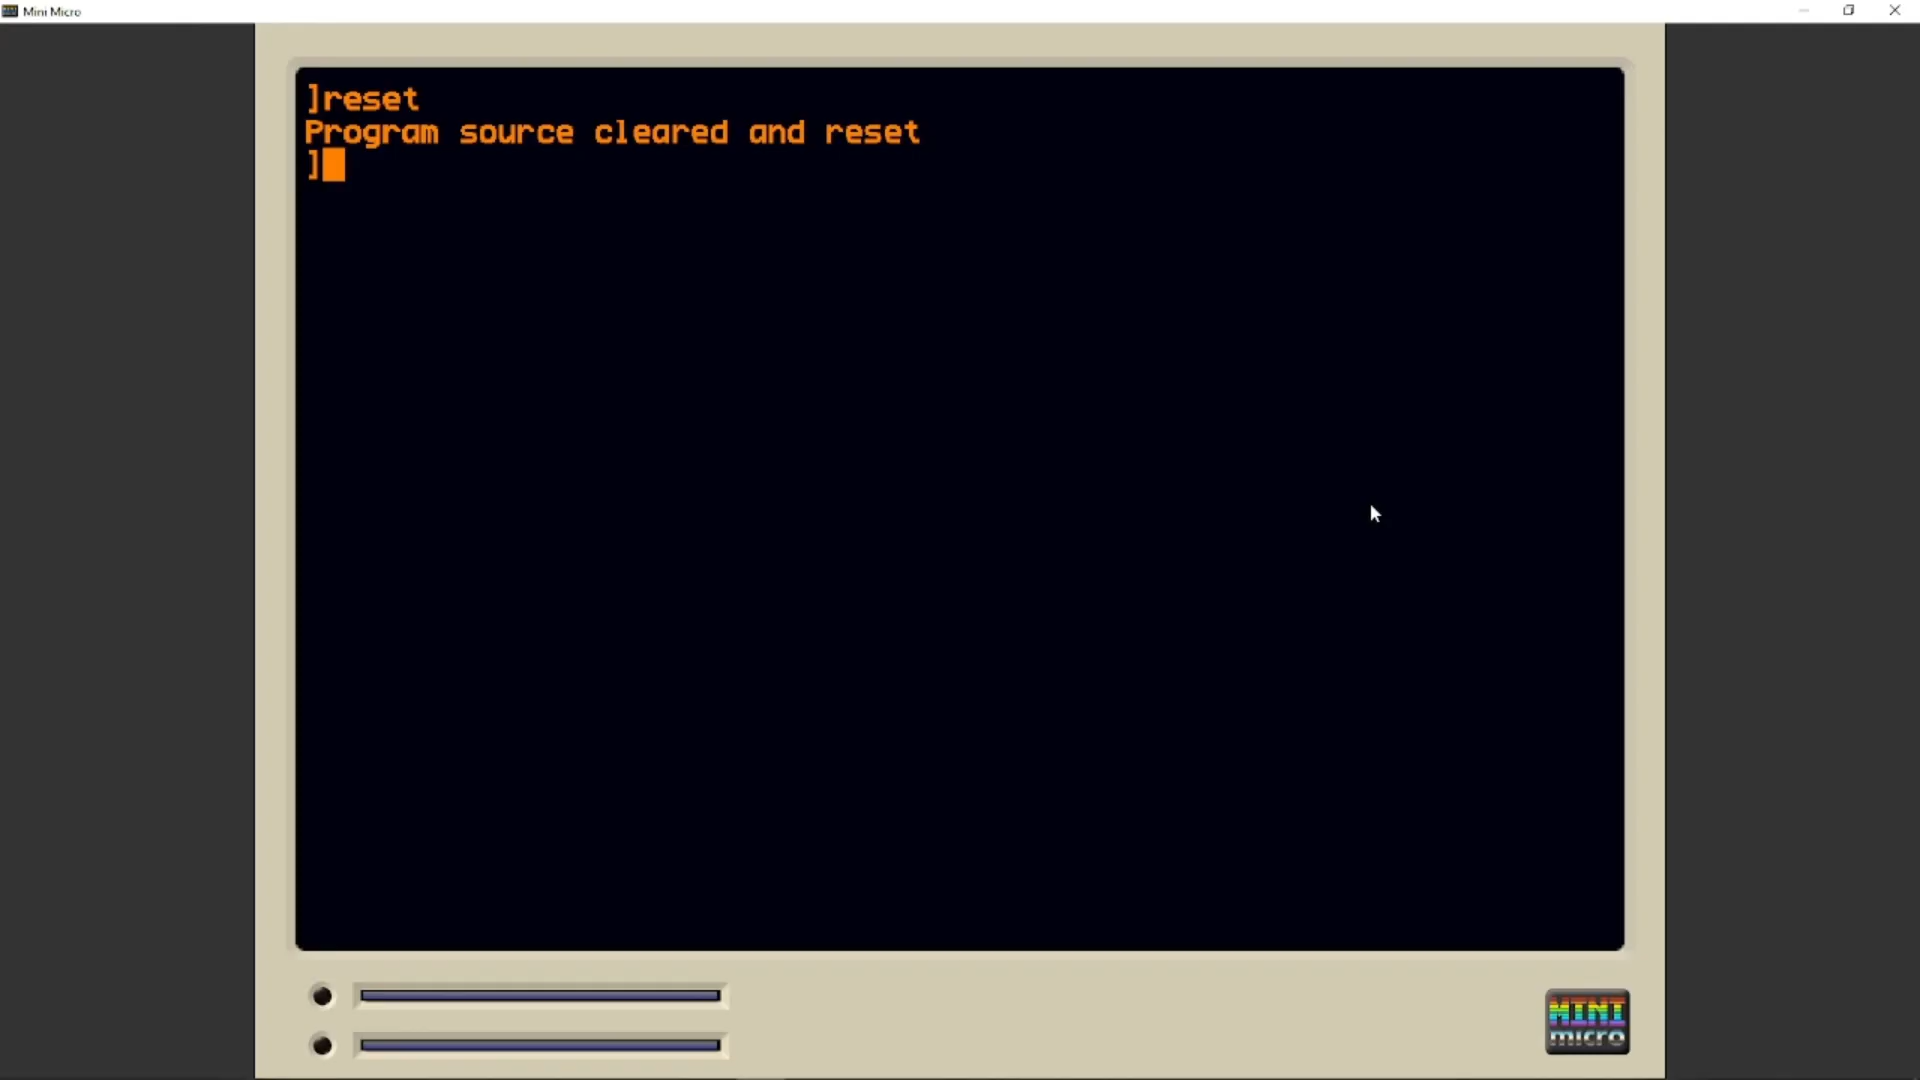 Mini Micro
]reset
Program source cleared and reset
]
MINI
micro